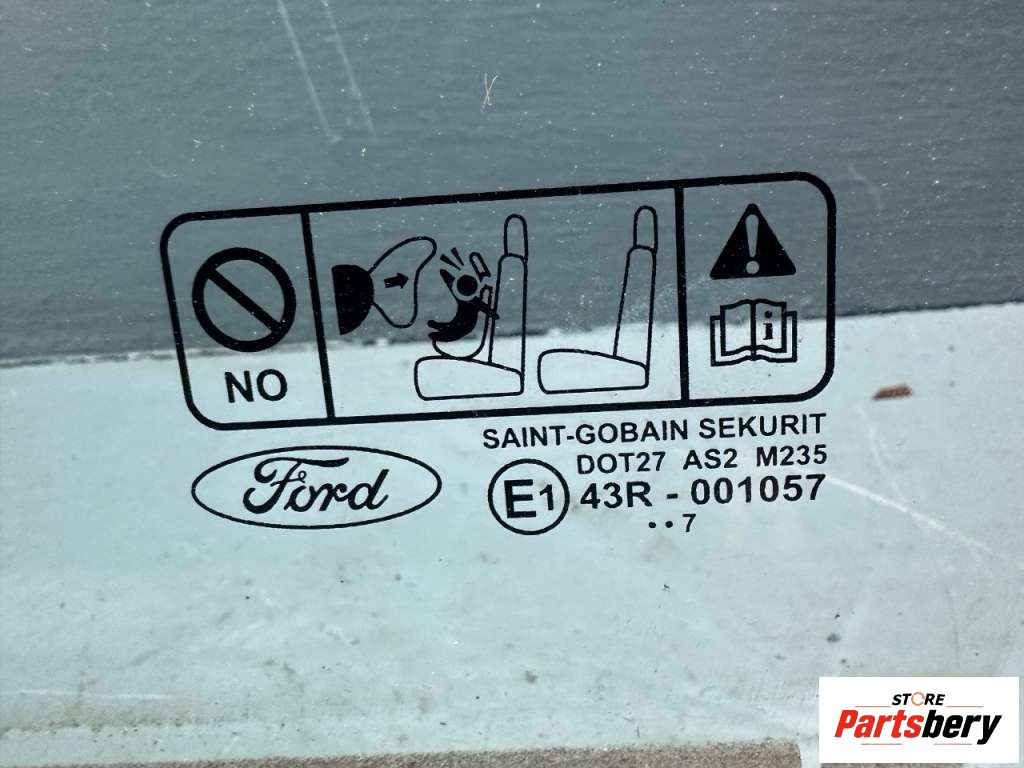 NO
i
SAINT-GOBAIN SEKURIT
Ford
DOT27 AS2 M235
E1 43R - 001057
••7
STORE
Partsbery